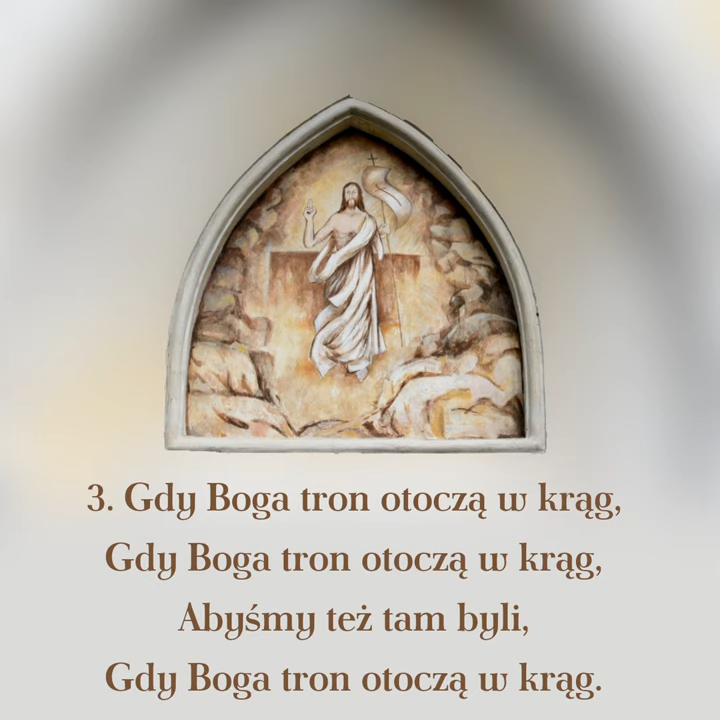 3. Gdy Boga tron otoczą w krąg,
Gdy Boga tron otoczą w krąg,
Abyśmy też tam byli,
Gdy Boga tron otoczą w krąg.